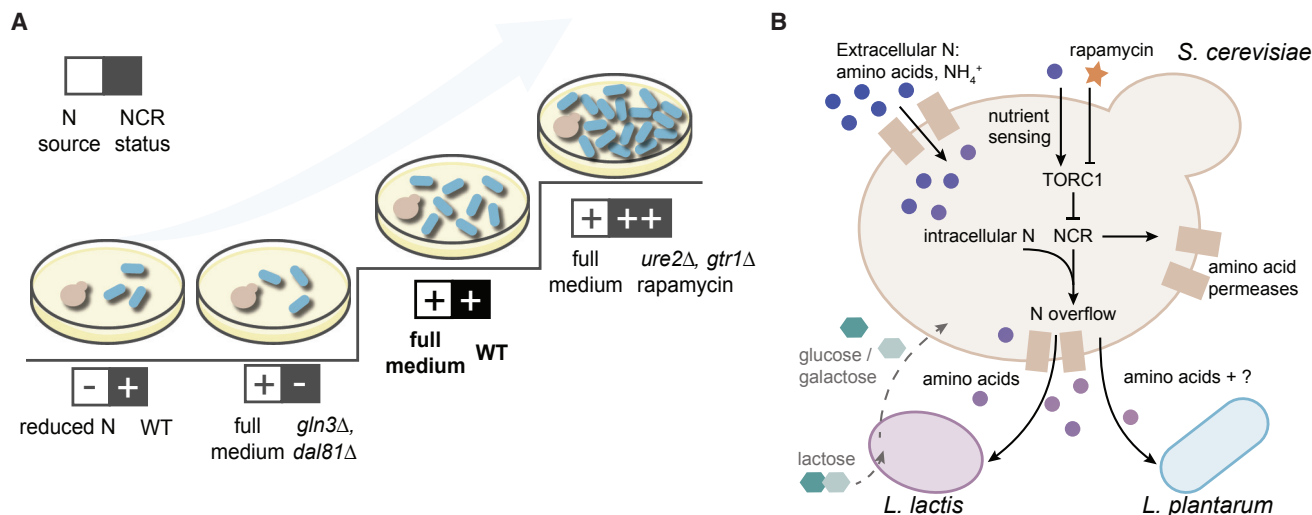 A
N
source
NCR
status
- +
reduced N WT
+ -
full
medium
gln3Δ,
dal81Δ
+ +
full
medium
WT
+ ++
full
medium
ure2Δ, gtr1Δ
rapamycin
B
Extracellular N:
amino acids, NH₄⁺
rapamycin
S. cerevisiae
nutrient
sensing
TORC1
intracellular N
NCR
amino acid
permeases
N overflow
glucose /
galactose
amino acids
amino acids + ?
lactose
L. lactis
L. plantarum